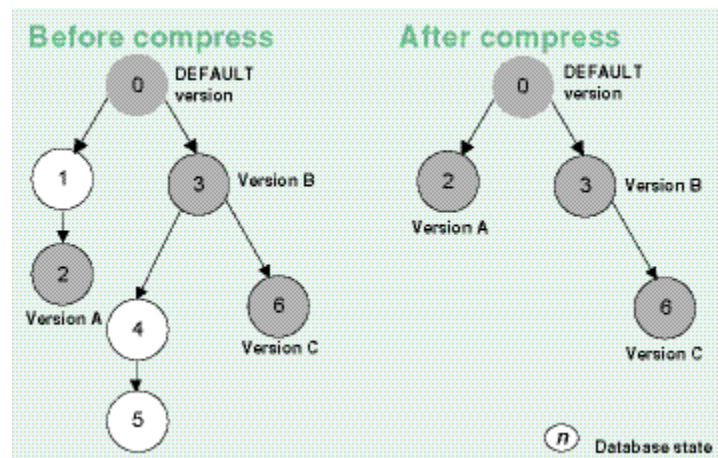 Before compress
0
DEFAULT
version
1
3
Version B
2
Version A
4
6
Version C
5
After compress
0
DEFAULT
version
2
3
Version B
Version A
6
Version C
n
Database state